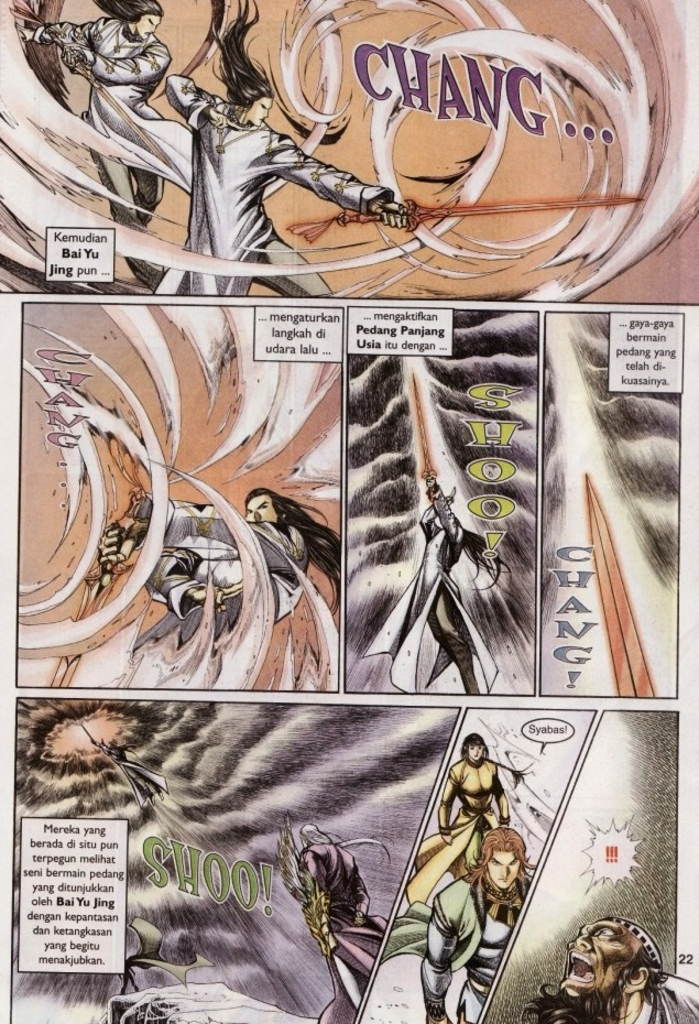 CHANG...
Kemudian
Bai Yu
Jing pun ...
... mengaturkan
langkah di
udara lalu ...
CHANG...
... mengaktifkan
Pedang Panjang
Usia itu dengan ...
SHOO!
... gaya-gaya
bermain
pedang yang
telah di-
kuasainya.
CHANG!
Mereka yang
berada di situ pun
terpegun melihat
seni bermain pedang
yang ditunjukkan
oleh Bai Yu Jing
dengan kepantasan
dan ketangkasan
yang begitu
menakjubkan.
SHOO!
Syabas!
!!!
22